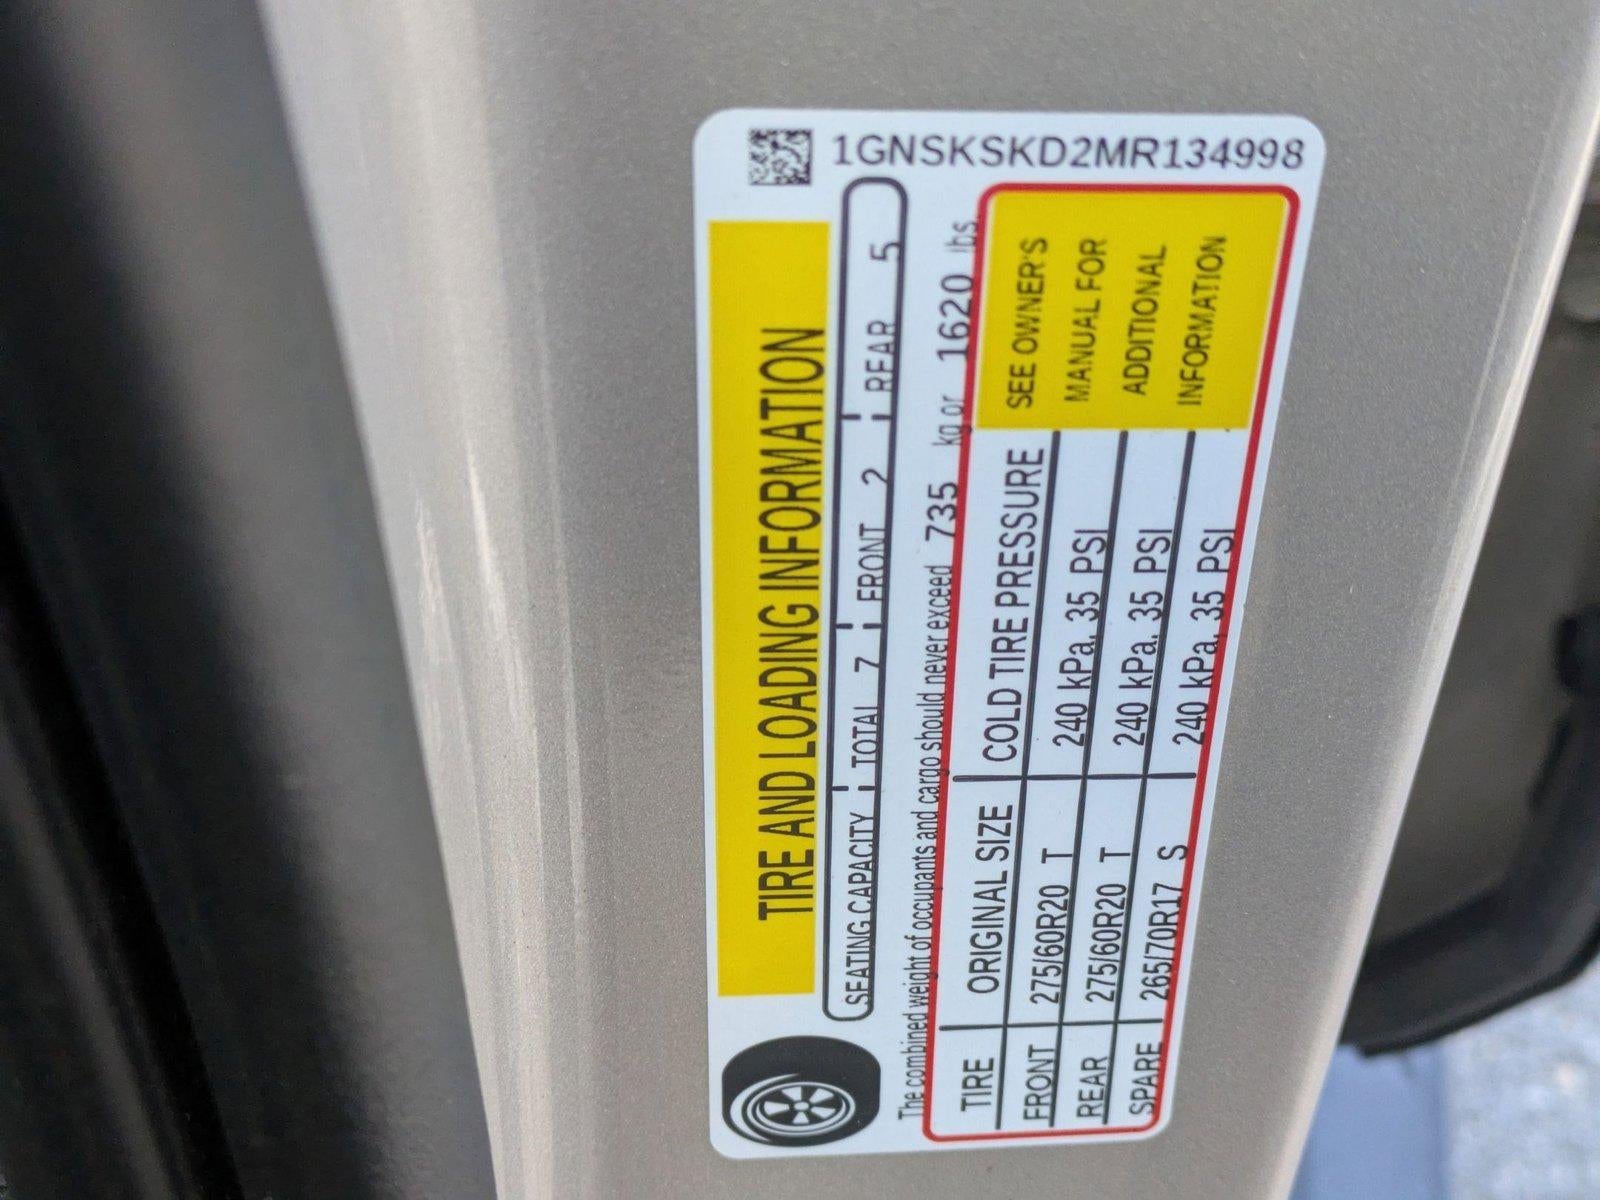 1GNSKSKD2MR134998
TIRE AND LOADING INFORMATION
SEATING CAPACITY TOTAL 7 FRONT 2 REAR 5
The combined weight of occupants and cargo should never exceed 735 kg or 1620 lbs.
TIRE ORIGINAL SIZE COLD TIRE PRESSURE
FRONT 275/60R20 T 240 kPa, 35 PSI
REAR 275/60R20 T 240 kPa, 35 PSI
SPARE 265/70R17 S 240 kPa, 35 PSI
SEE OWNER'S
MANUAL FOR
ADDITIONAL
INFORMATION